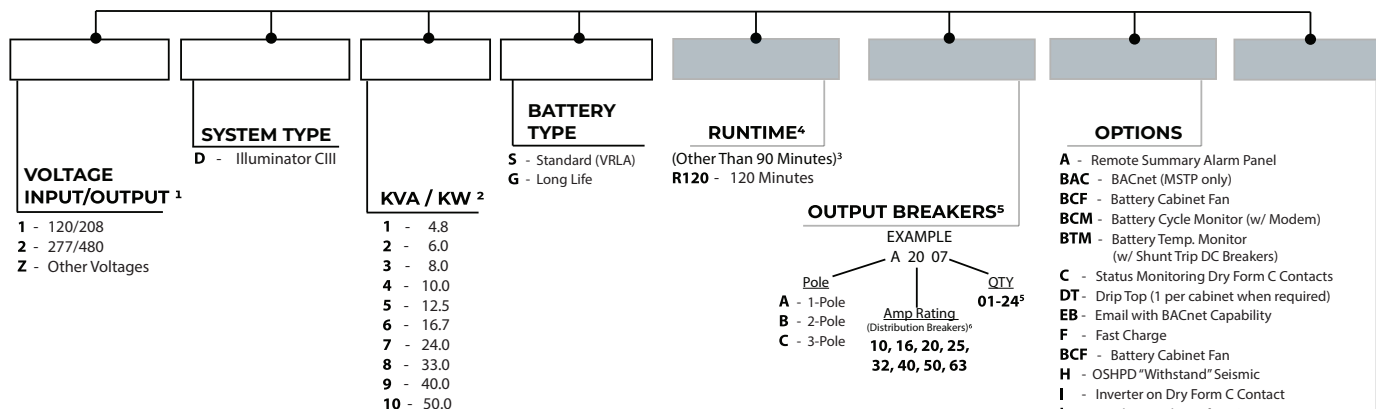 VOLTAGE
INPUT/OUTPUT ¹
1 - 120/208
2 - 277/480
Z - Other Voltages
SYSTEM TYPE
D - Illuminator CIII
KVA / KW ²
1 - 4.8
2 - 6.0
3 - 8.0
4 - 10.0
5 - 12.5
6 - 16.7
7 - 24.0
8 - 33.0
9 - 40.0
10 - 50.0
BATTERY
TYPE
S - Standard (VRLA)
G - Long Life
RUNTIME⁴
(Other Than 90 Minutes)³
R120 - 120 Minutes
OUTPUT BREAKERS⁵
EXAMPLE
A 20 07
Pole
A - 1-Pole
B - 2-Pole
C - 3-Pole
Amp Rating
(Distribution Breakers)⁶
10, 16, 20, 25,
32, 40, 50, 63
QTY
01-24⁵
OPTIONS
A - Remote Summary Alarm Panel
BAC - BACnet (MSTP only)
BCF - Battery Cabinet Fan
BCM - Battery Cycle Monitor (w/ Modem)
BTM - Battery Temp. Monitor
(w/ Shunt Trip DC Breakers)
C - Status Monitoring Dry Form C Contacts
DT - Drip Top (1 per cabinet when required)
EB - Email with BACnet Capability
F - Fast Charge
BCF - Battery Cabinet Fan
H - OSHPD "Withstand" Seismic
I - Inverter on Dry Form C Contact